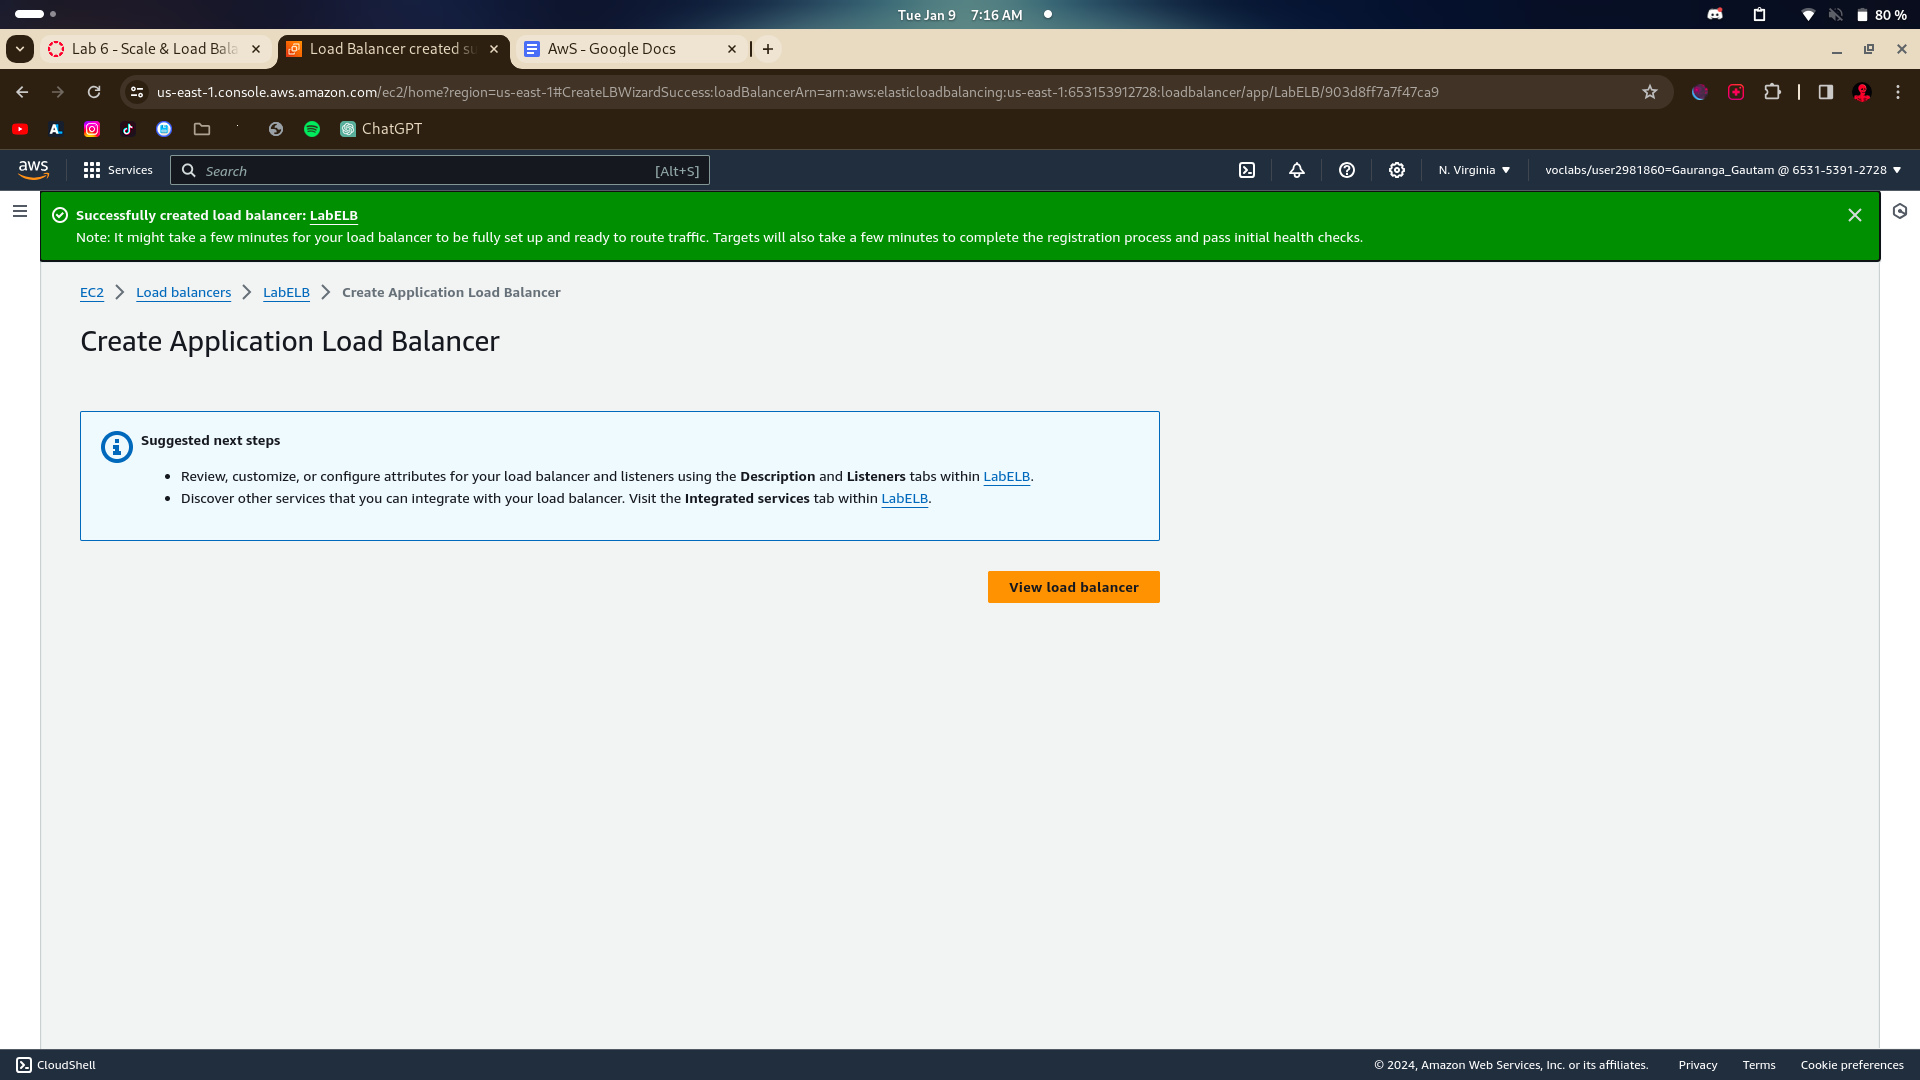 Tue Jan 9 7:16 AM
80 %
Lab 6 - Scale & Load Bala
Load Balancer created su
AwS - Google Docs
us-east-1.console.aws.amazon.com/ec2/home?region=us-east-1#CreateLBWizardSuccess:loadBalancerArn=arn:aws:elasticloadbalancing:us-east-1:653153912728:loadbalancer/app/LabELB/903d8ff7a7f47ca9
ChatGPT
aws
Services
Search
[Alt+S]
N. Virginia
voclabs/user2981860=Gauranga_Gautam @ 6531-5391-2728
Successfully created load balancer: LabELB
Note: It might take a few minutes for your load balancer to be fully set up and ready to route traffic. Targets will also take a few minutes to complete the registration process and pass initial health checks.
EC2
Load balancers
LabELB
Create Application Load Balancer
Create Application Load Balancer
Suggested next steps
Review, customize, or configure attributes for your load balancer and listeners using the Description and Listeners tabs within LabELB.
Discover other services that you can integrate with your load balancer. Visit the Integrated services tab within LabELB.
View load balancer
CloudShell
© 2024, Amazon Web Services, Inc. or its affiliates.
Privacy
Terms
Cookie preferences